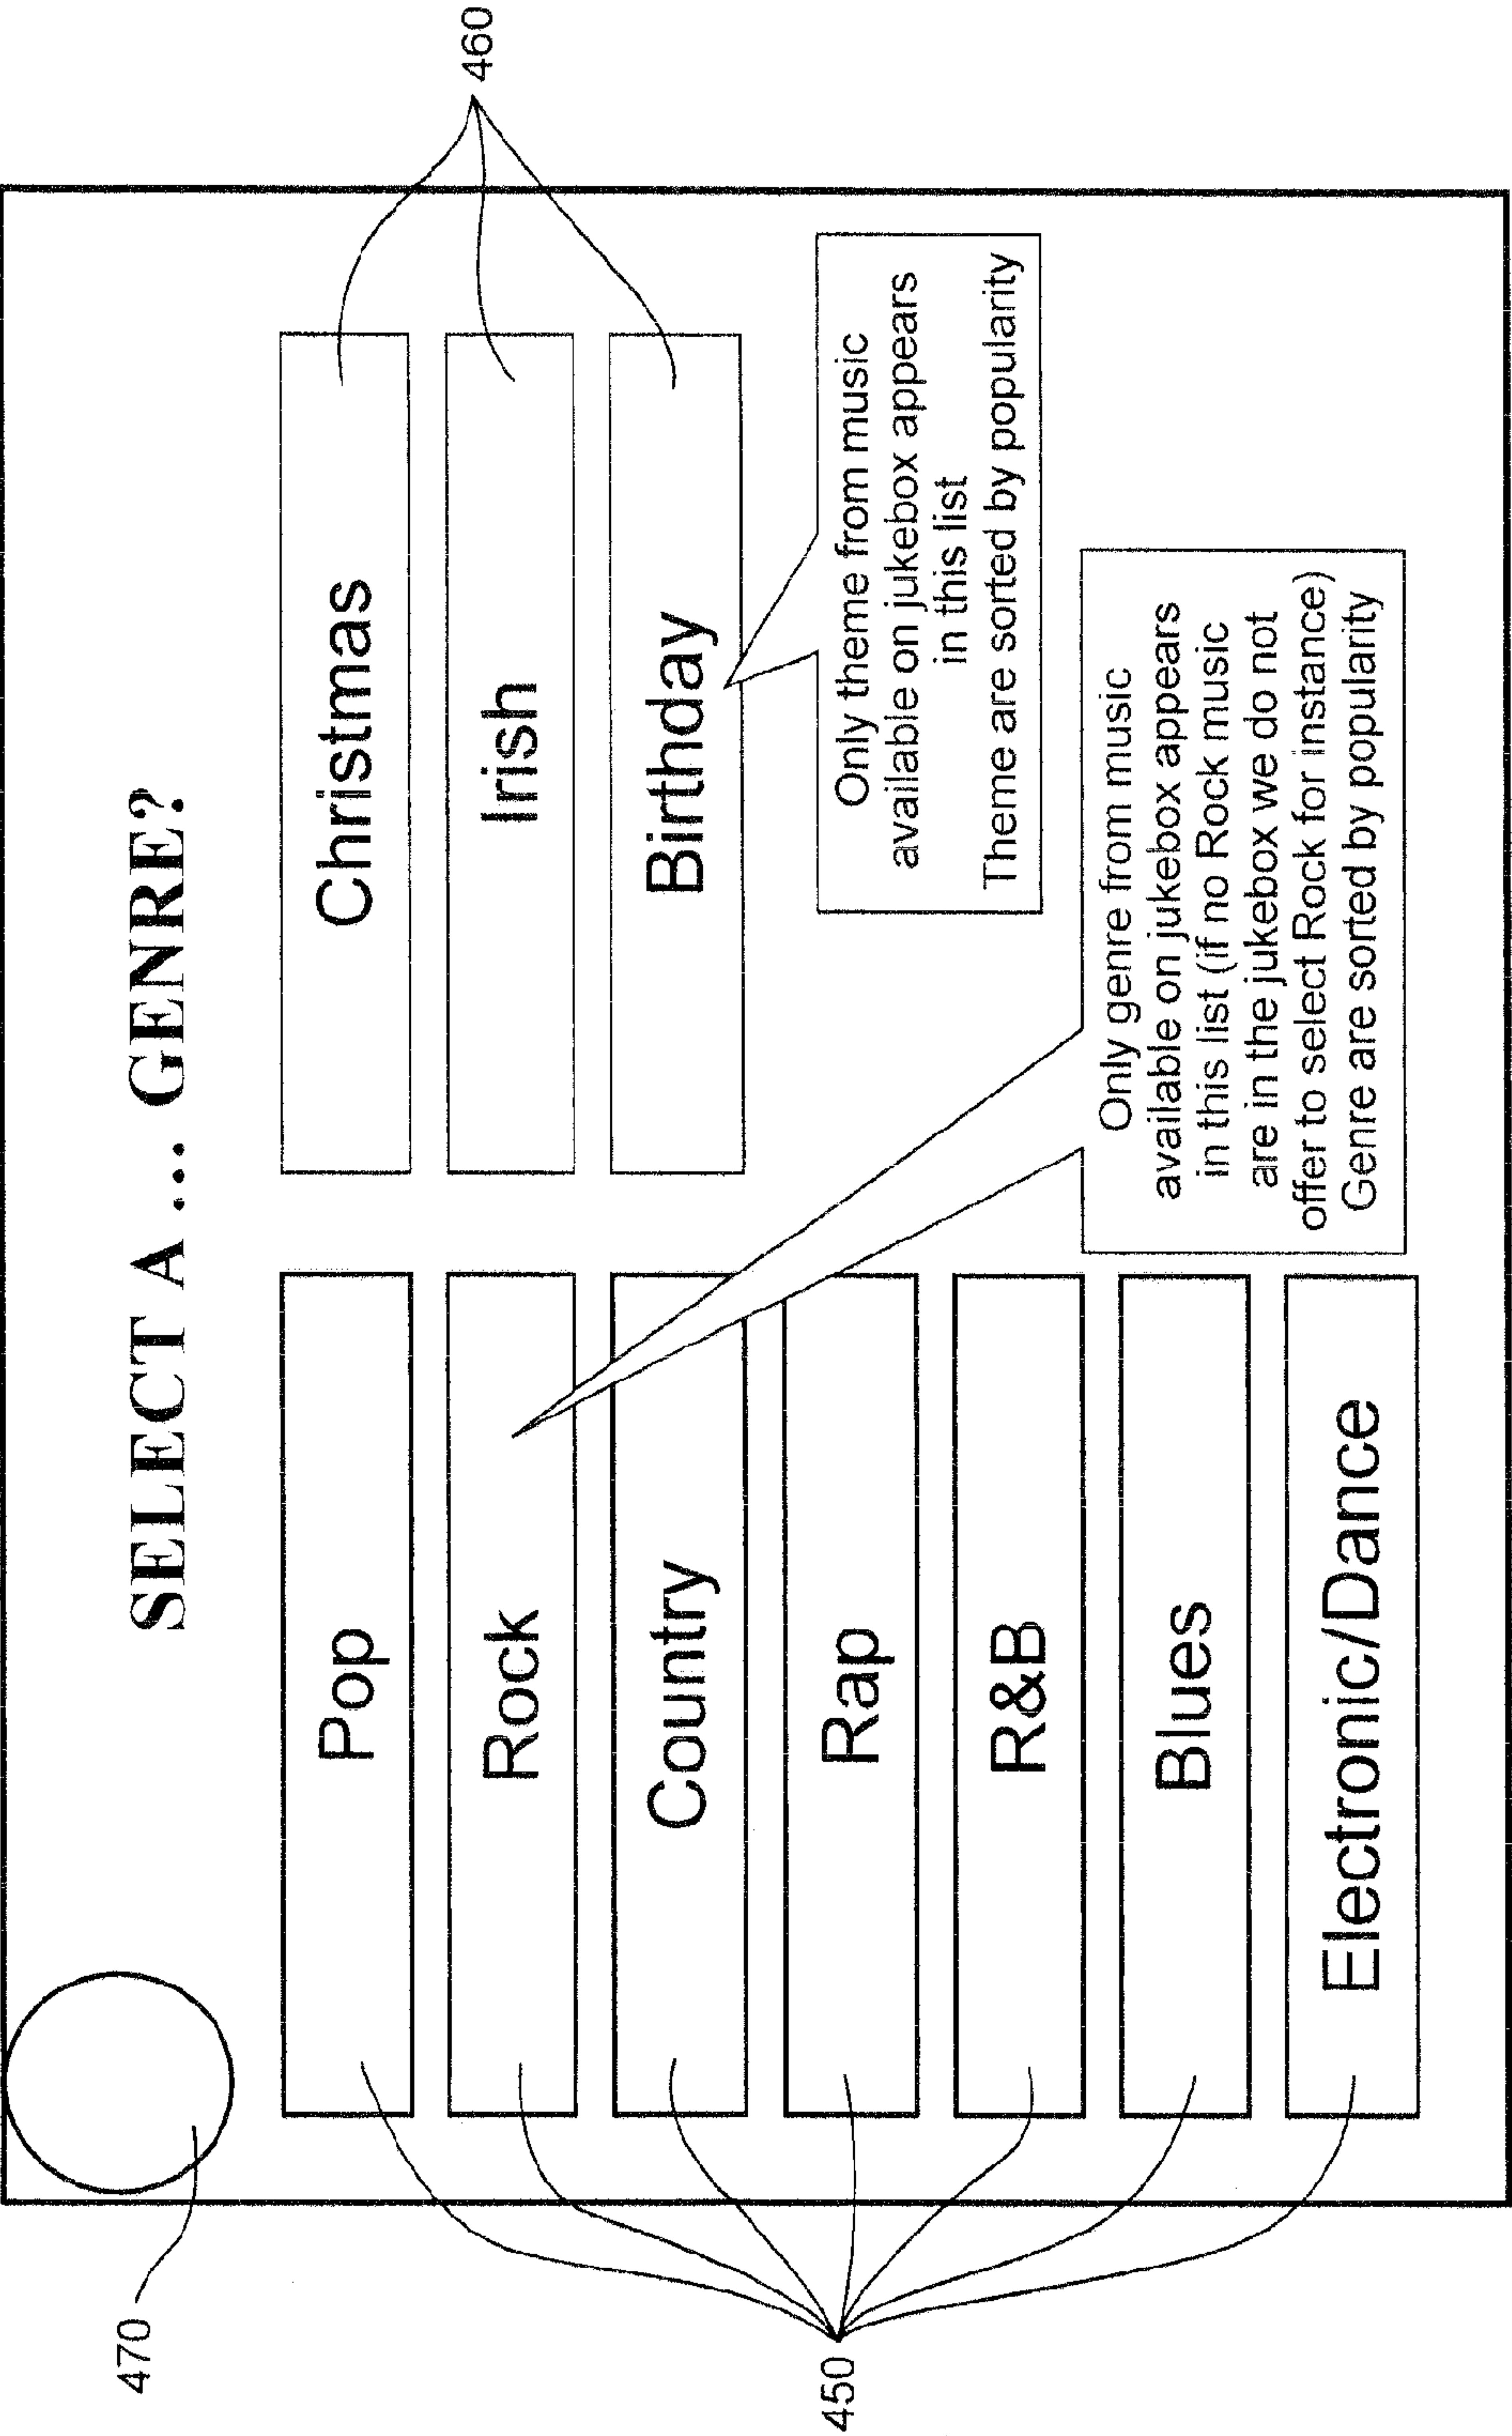 470
SELECT A ... GENRE?
Pop
Rock
Country
Rap
R&B
Blues
Electronic/Dance
450
Christmas
Irish
Birthday
460
Only theme from music
available on jukebox appears
in this list
Theme are sorted by popularity
Only genre from music
available on jukebox appears
in this list (if no Rock music
are in the jukebox we do not
offer to select Rock for instance)
Genre are sorted by popularity